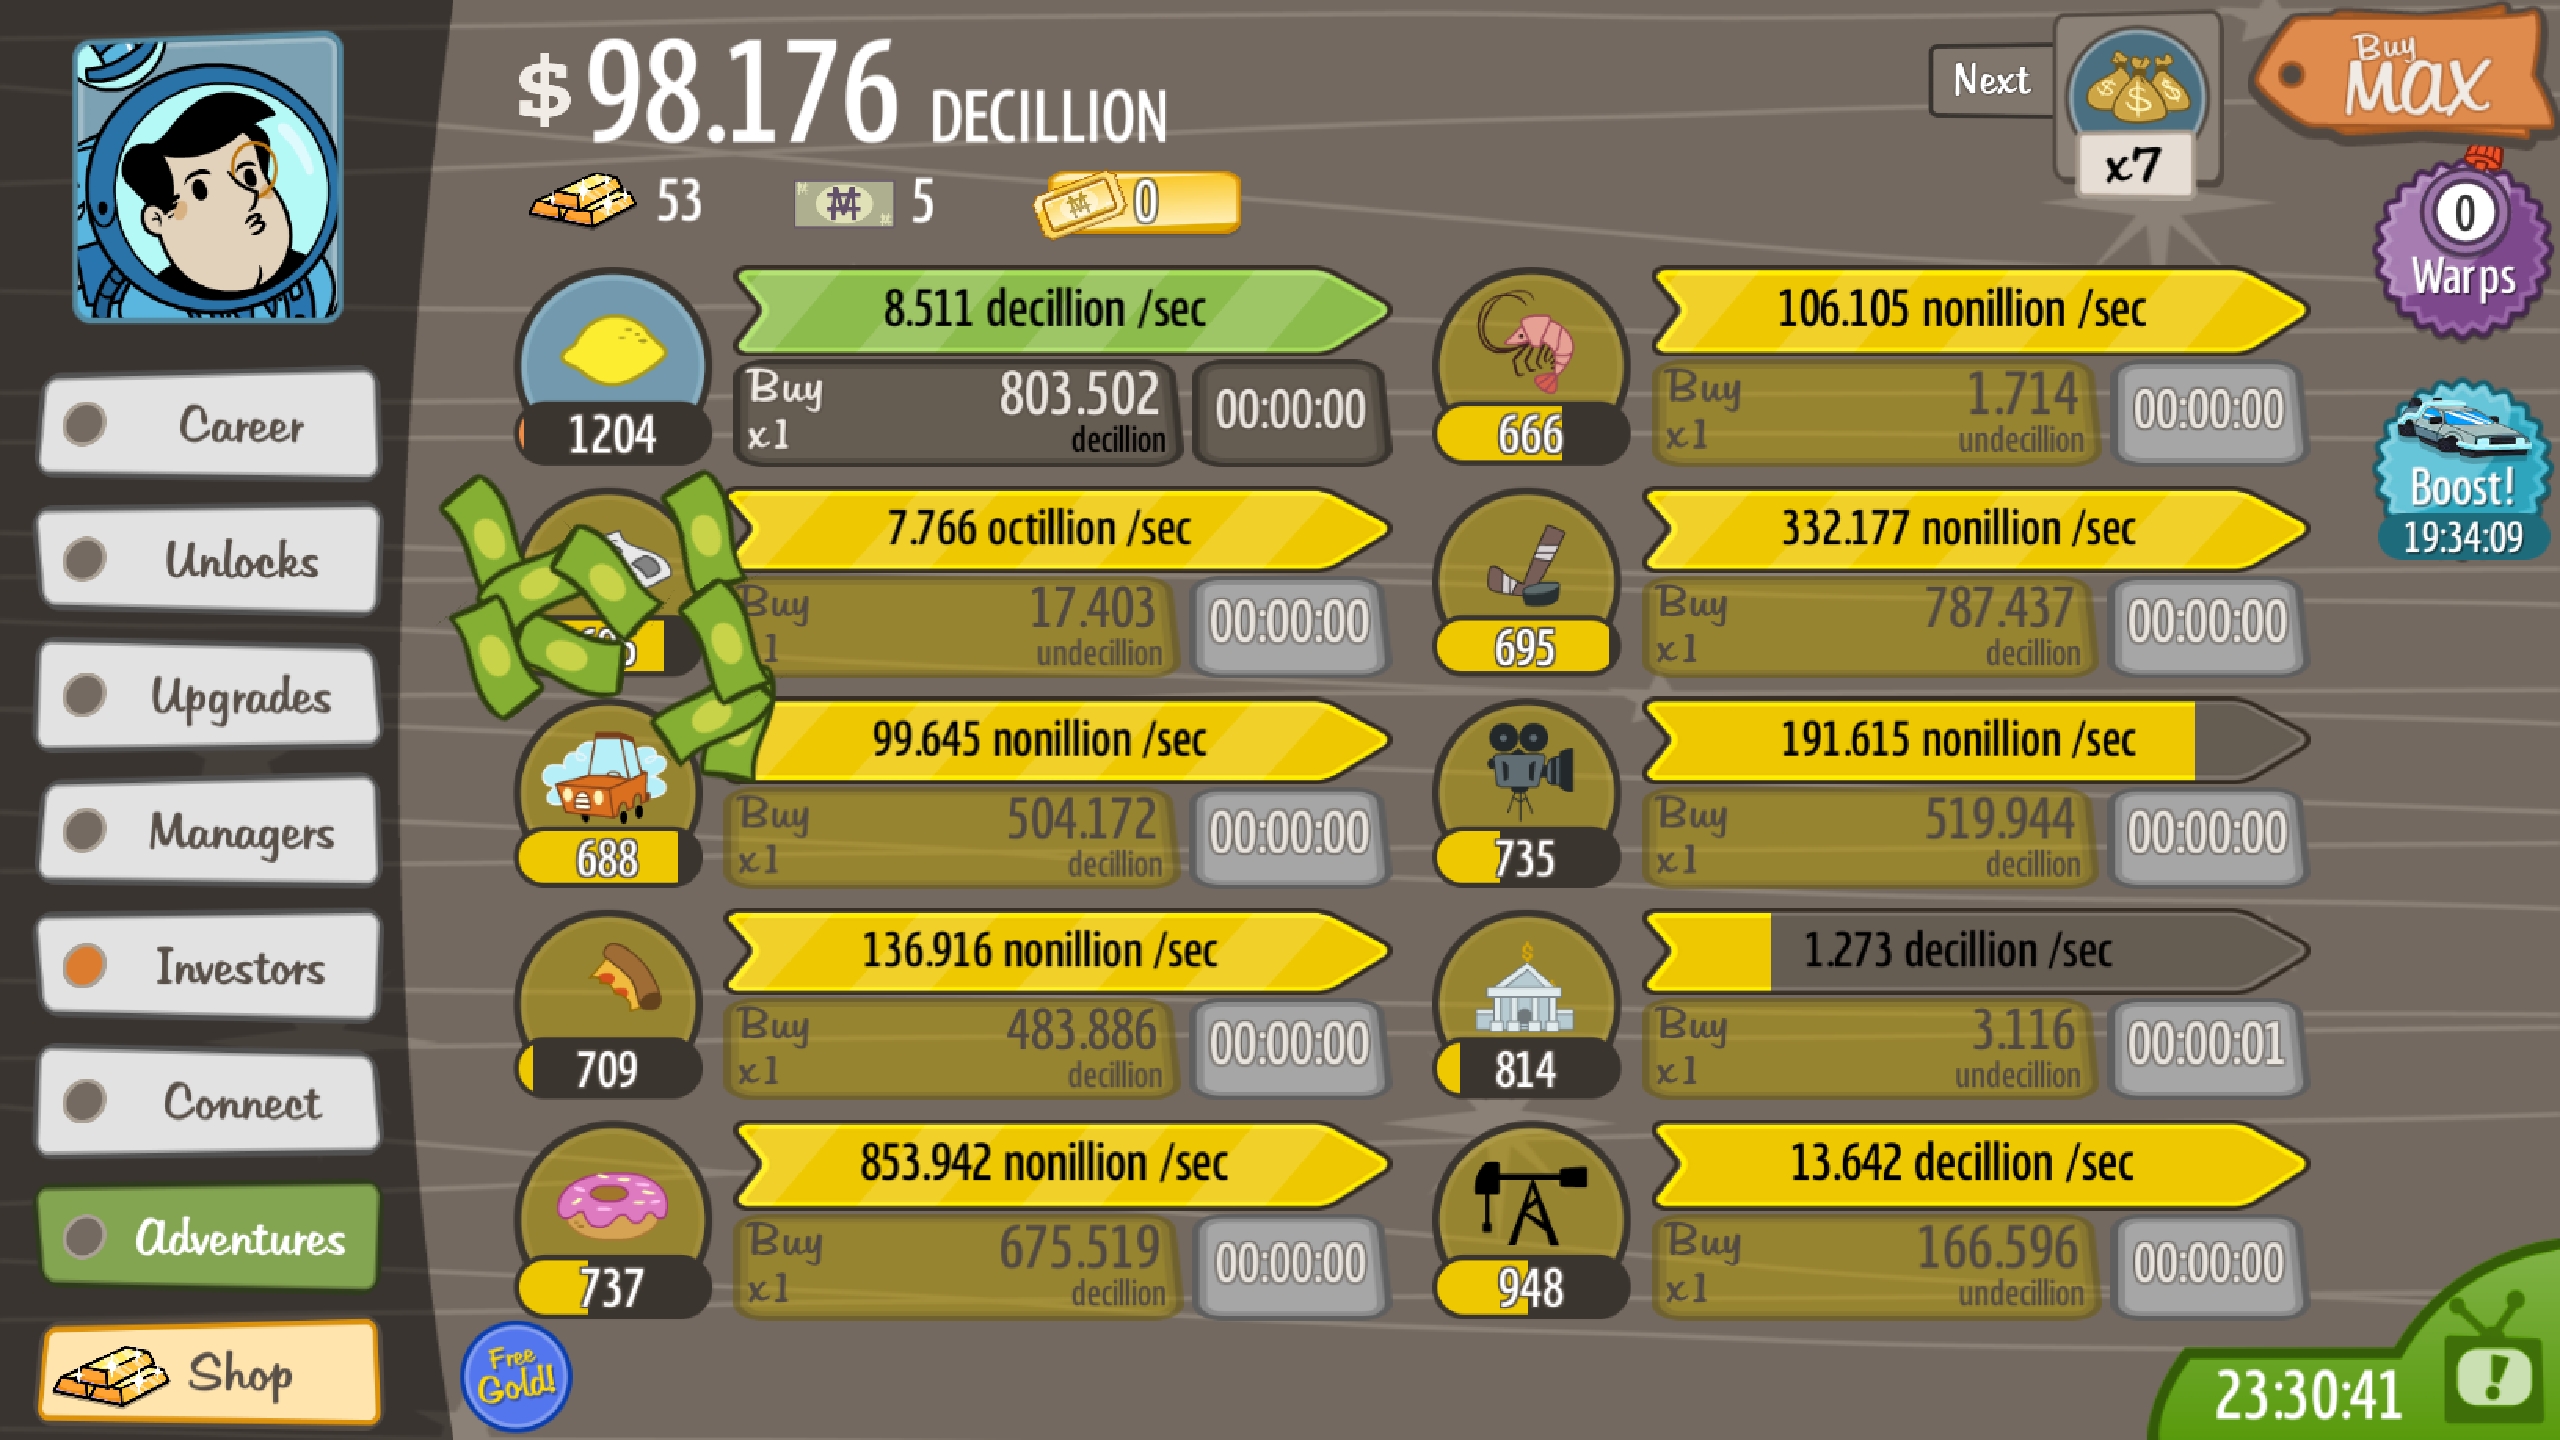 $98.176 DECILLION
Next
x7
Buy
MAX
53
5
0
0
Warps
Boost!
19:34:09
Career
Unlocks
Upgrades
Managers
Investors
Connect
Adventures
Shop
8.511 decillion /sec
1204
Buy
x1
803.502
decillion
00:00:00
106.105 nonillion /sec
666
Buy
x1
1.714
undecillion
00:00:00
7.766 octillion /sec
Buy
17.403
undecillion
00:00:00
332.177 nonillion /sec
695
Buy
x1
787.437
decillion
00:00:00
99.645 nonillion /sec
688
Buy
x1
504.172
decillion
00:00:00
191.615 nonillion /sec
735
Buy
x1
519.944
decillion
00:00:00
136.916 nonillion /sec
709
Buy
x1
483.886
decillion
00:00:00
1.273 decillion /sec
814
Buy
x1
3.116
undecillion
00:00:01
853.942 nonillion /sec
737
Buy
x1
675.519
decillion
00:00:00
13.642 decillion /sec
948
Buy
x1
166.596
undecillion
00:00:00
Free
Gold!
23:30:41